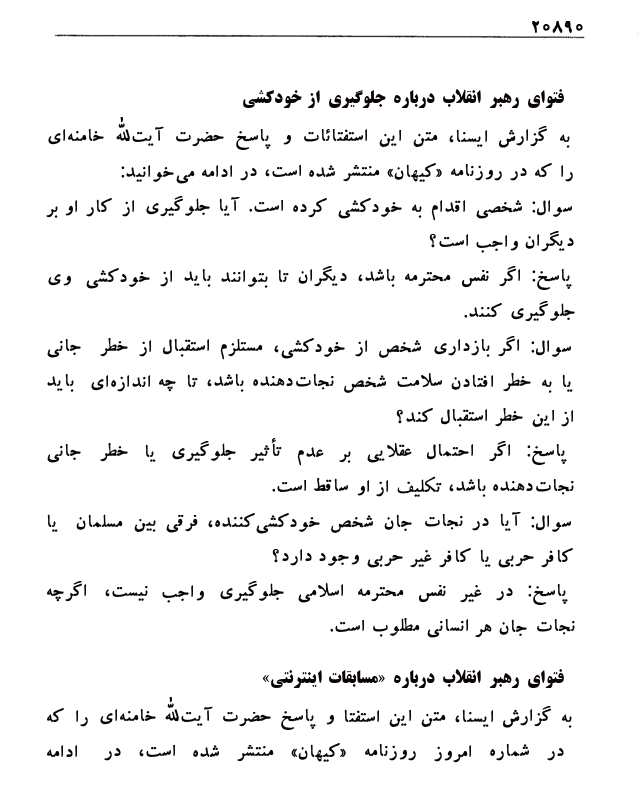 ۲۰۸۹۰
فتوای رهبر انقلاب درباره جلوگیری از خودکشی
به گزارش ایسنا، متن این استفتائات و پاسخ حضرت آیت‌الله خامنه‌ای
را که در روزنامه «کیهان» منتشر شده است، در ادامه می‌خوانید:
سوال: شخصی اقدام به خودکشی کرده است. آیا جلوگیری از کار او بر
دیگران واجب است؟
پاسخ: اگر نفس محترمه باشد، دیگران تا بتوانند باید از خودکشی وی
جلوگیری کنند.
سوال: اگر بازداری شخص از خودکشی، مستلزم استقبال از خطر جانی
یا به خطر افتادن سلامت شخص نجات‌دهنده باشد، تا چه اندازه‌ای باید
از این خطر استقبال کند؟
پاسخ: اگر احتمال عقلایی بر عدم تأثیر جلوگیری یا خطر جانی
نجات‌دهنده باشد، تکلیف از او ساقط است.
سوال: آیا در نجات جان شخص خودکشی‌کننده، فرقی بین مسلمان یا
کافر حربی یا کافر غیر حربی وجود دارد؟
پاسخ: در غیر نفس محترمه اسلامی جلوگیری واجب نیست، اگرچه
نجات جان هر انسانی مطلوب است.
فتوای رهبر انقلاب درباره «مسابقات اینترنتی»
به گزارش ایسنا، متن این استفتا و پاسخ حضرت آیت‌الله خامنه‌ای را که
در شماره امروز روزنامه «کیهان» منتشر شده است، در ادامه